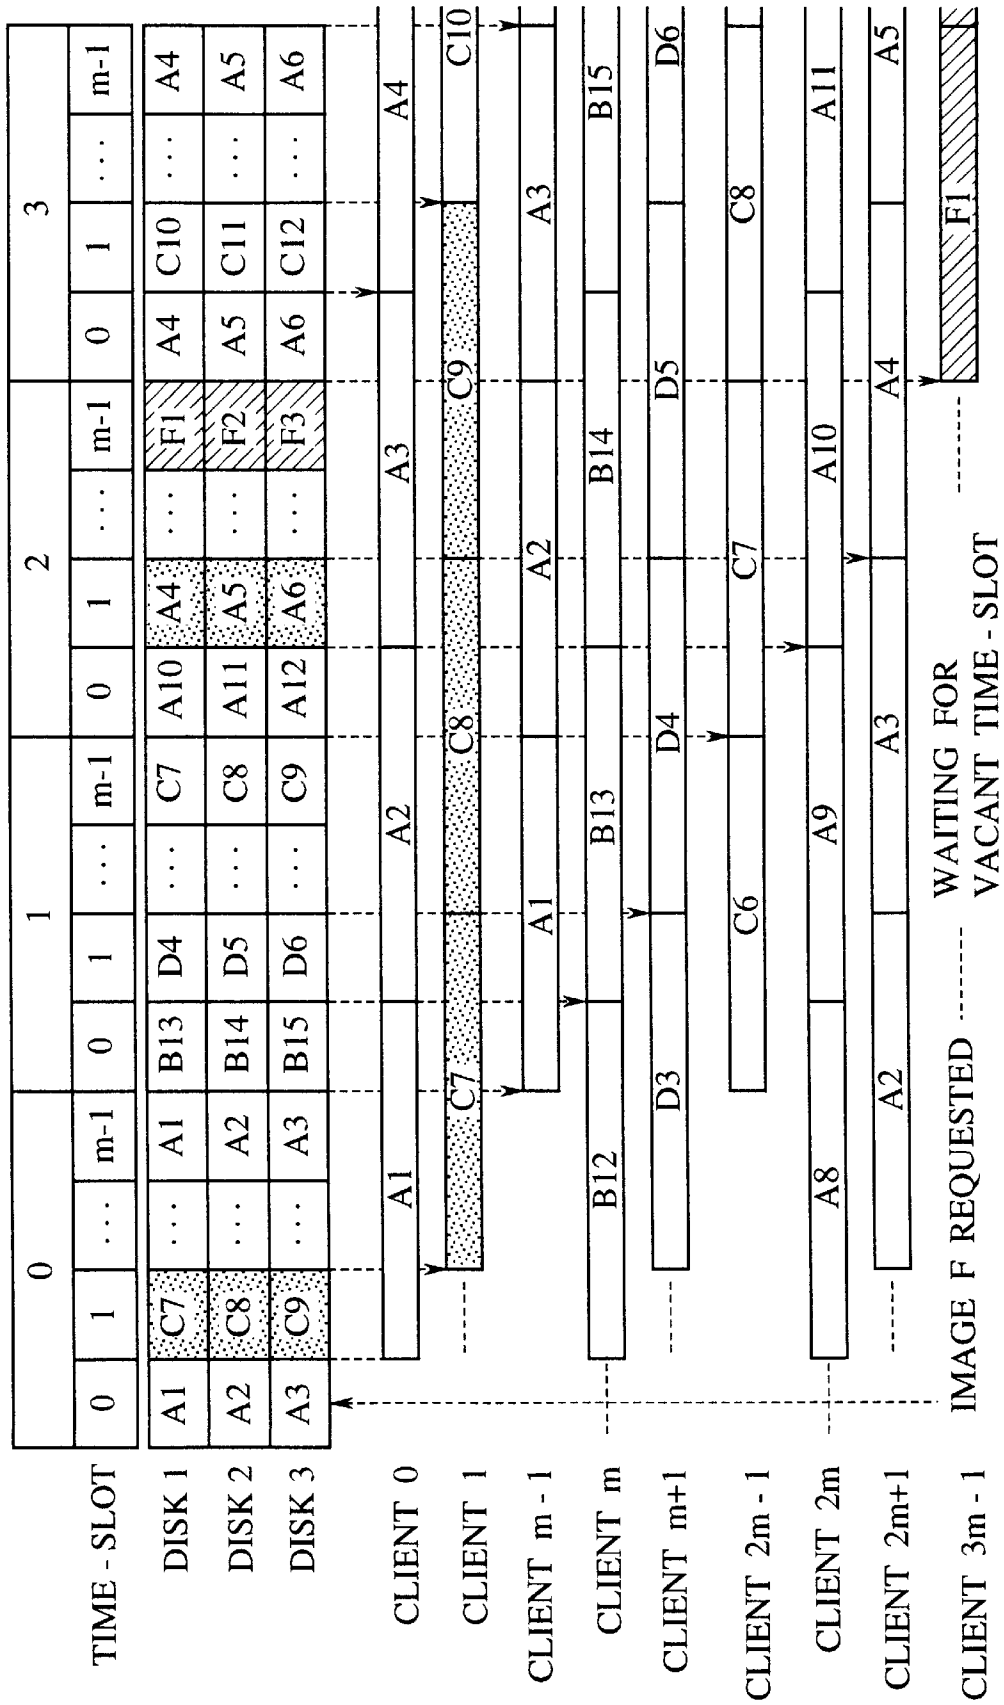 0 1 2 3
TIME - SLOT 0 1 ... m-1 0 1 ... m-1 0 1 ... m-1 0 1 ... m-1
DISK 1 A1 C7 ... A1 B13 D4 ... C7 A10 A4 ... F1 A4 C10 ... A4
DISK 2 A2 C8 ... A2 B14 D5 ... C8 A11 A5 ... F2 A5 C11 ... A5
DISK 3 A3 C9 ... A3 B15 D6 ... C9 A12 A6 ... F3 A6 C12 ... A6
CLIENT 0 A1 A2 A3 A4
CLIENT 1 C7 C8 C9 C10
CLIENT m - 1 A1 A2 A3
CLIENT m B12 B13 B14 B15
CLIENT m+1 D3 D4 D5 D6
CLIENT 2m - 1 C6 C7 C8
CLIENT 2m A8 A9 A10 A11
CLIENT 2m+1 A2 A3 A4 A5
CLIENT 3m - 1 IMAGE F REQUESTED WAITING FOR
VACANT TIME - SLOT F1